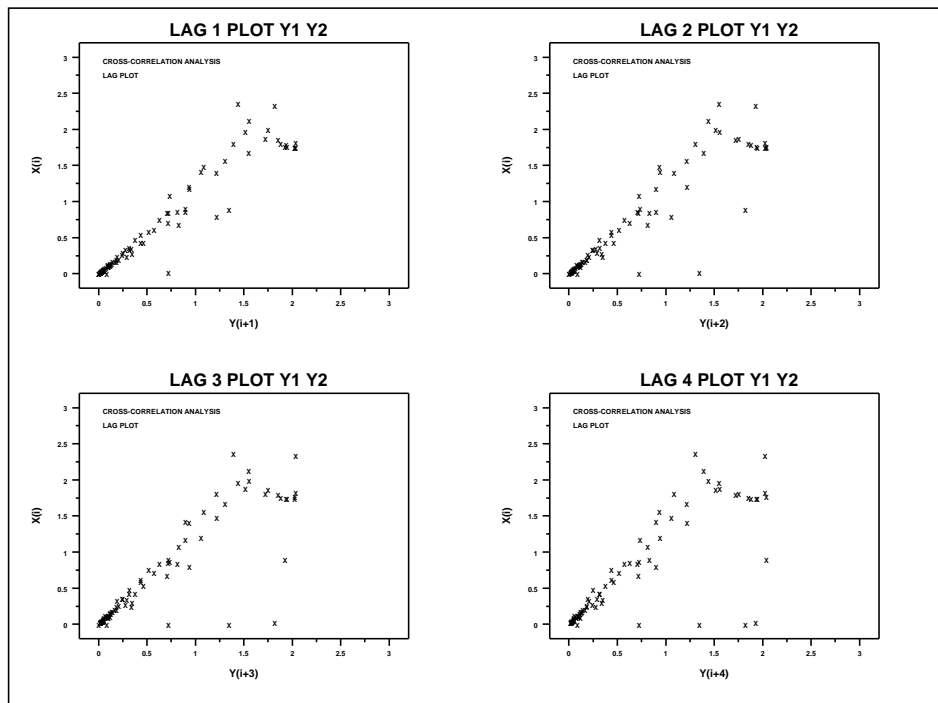 LAG 1 PLOT Y1 Y2
CROSS-CORRELATION ANALYSIS
LAG PLOT
X(i)
3
2.5
2
1.5
1
0.5
0
0 0.5 1 1.5 2 2.5 3
Y(i+1)
LAG 2 PLOT Y1 Y2
CROSS-CORRELATION ANALYSIS
LAG PLOT
X(i)
3
2.5
2
1.5
1
0.5
0
0 0.5 1 1.5 2 2.5 3
Y(i+2)
LAG 3 PLOT Y1 Y2
CROSS-CORRELATION ANALYSIS
LAG PLOT
X(i)
3
2.5
2
1.5
1
0.5
0
0 0.5 1 1.5 2 2.5 3
Y(i+3)
LAG 4 PLOT Y1 Y2
CROSS-CORRELATION ANALYSIS
LAG PLOT
X(i)
3
2.5
2
1.5
1
0.5
0
0 0.5 1 1.5 2 2.5 3
Y(i+4)